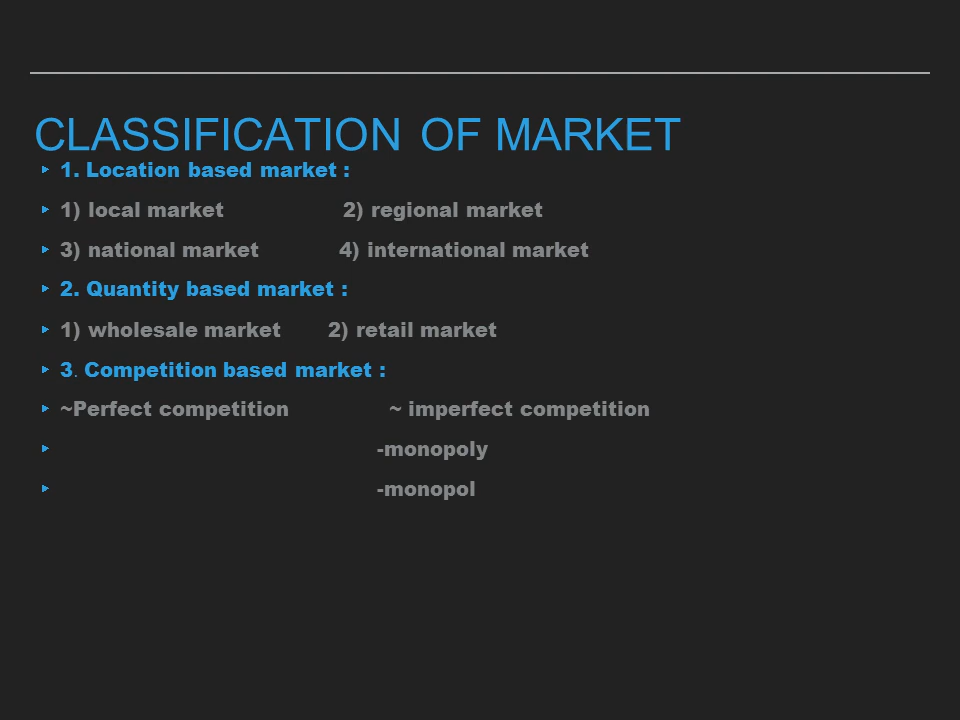 CLASSIFICATION OF MARKET
1. Location based market :
1) local market 2) regional market
3) national market 4) international market
2. Quantity based market :
1) wholesale market 2) retail market
3. Competition based market :
~Perfect competition ~ imperfect competition
-monopoly
-monopol